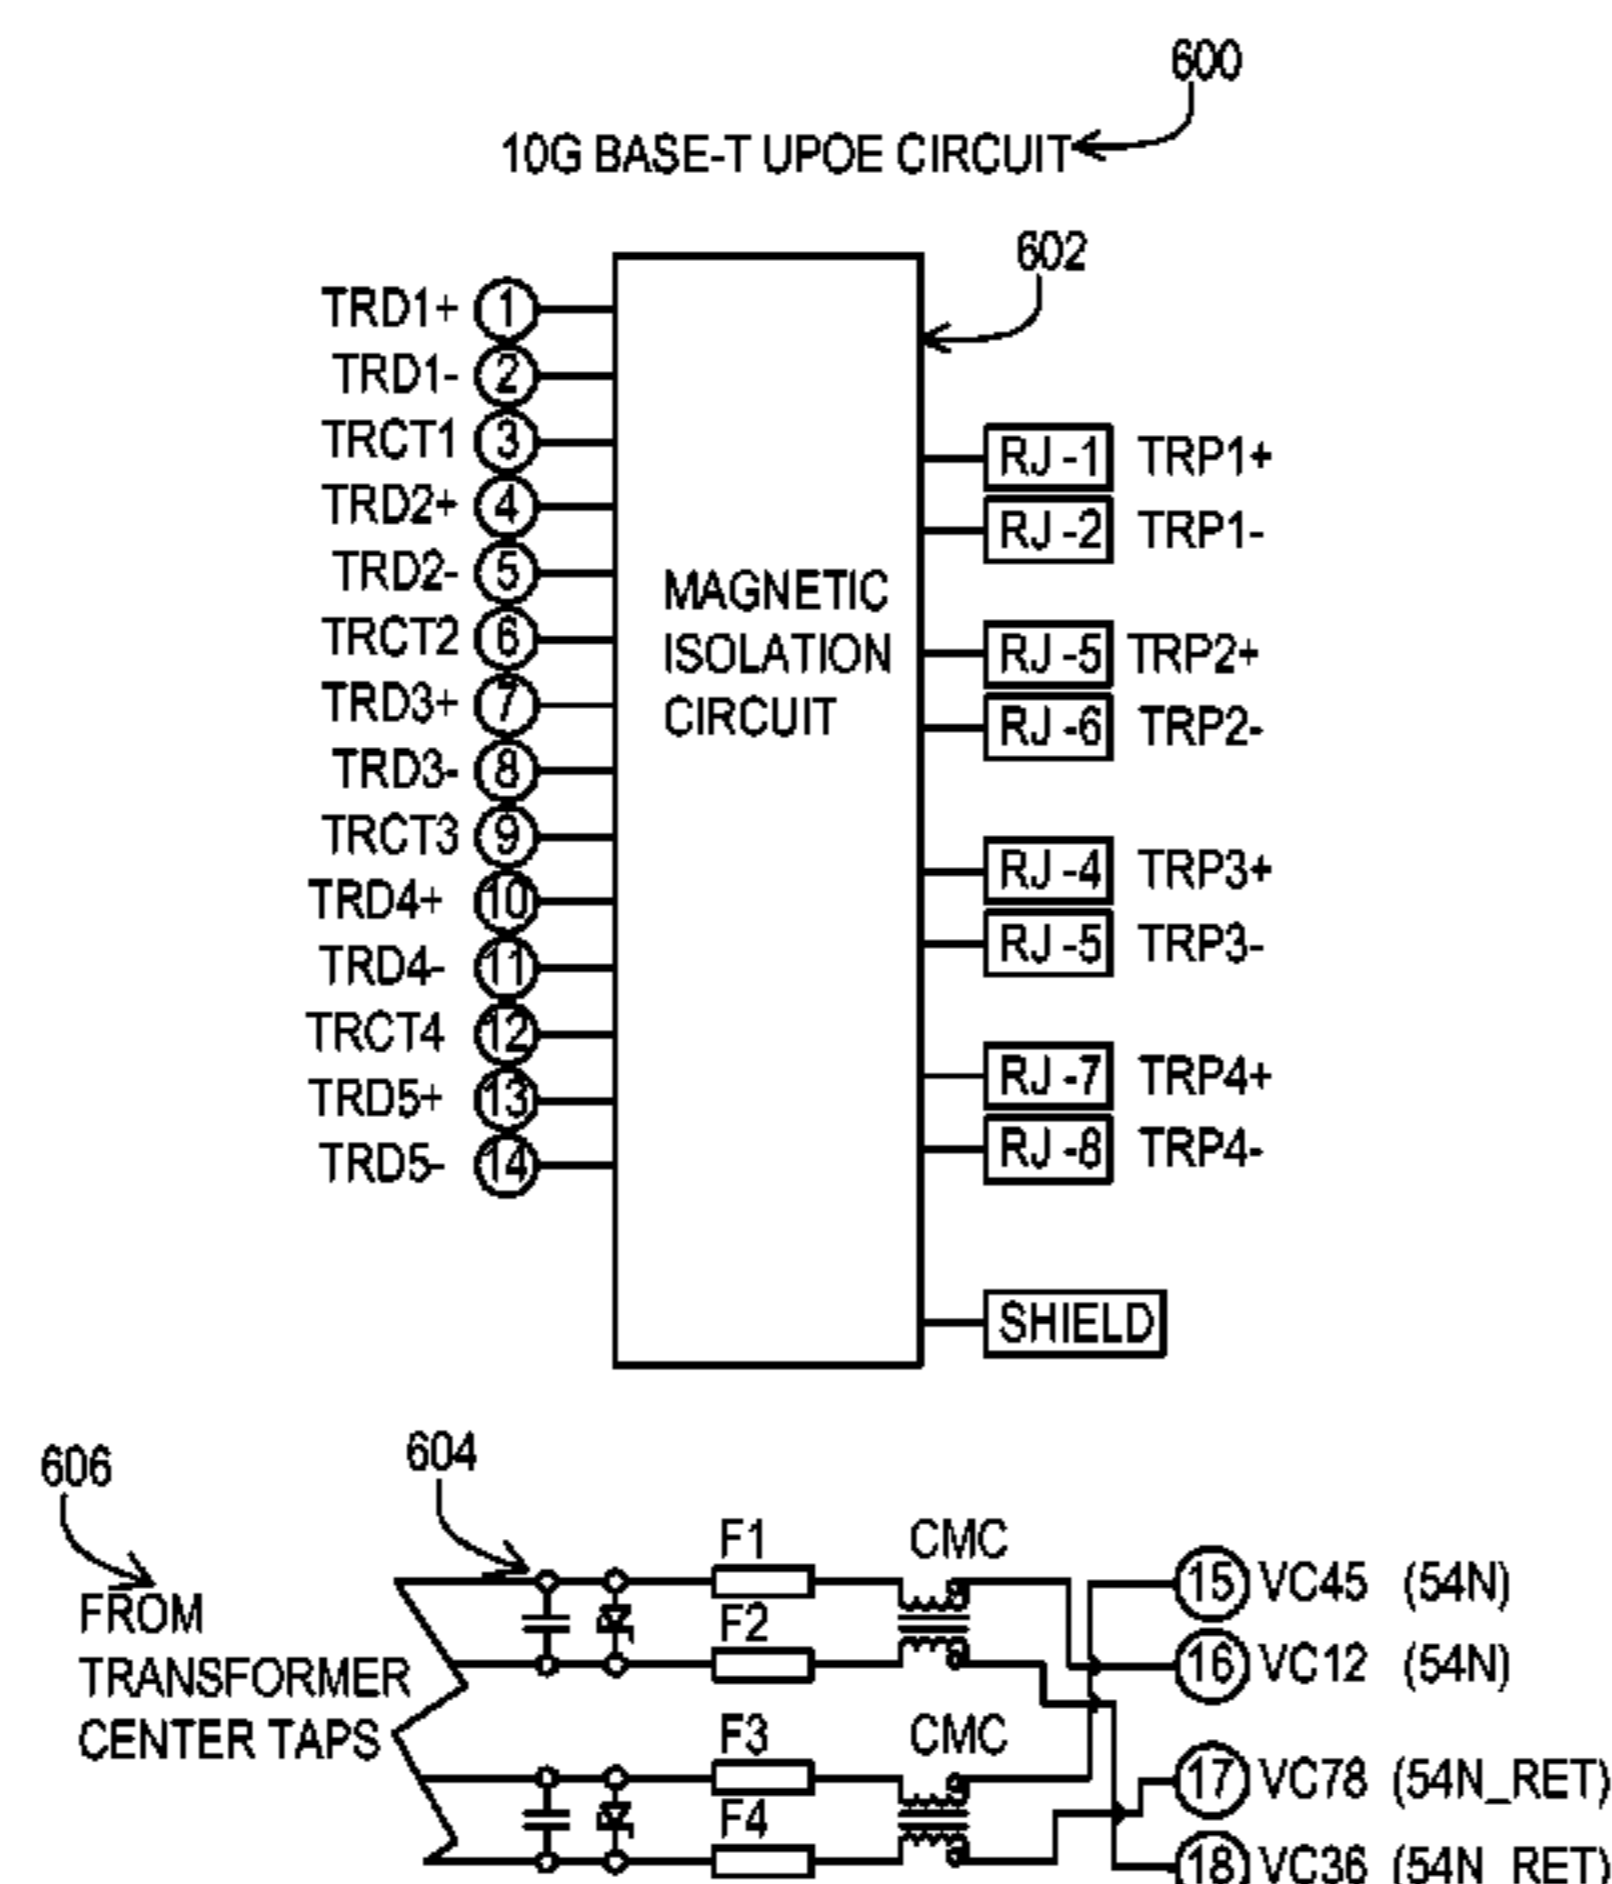 600
10G BASE-T UPOE CIRCUIT
602
TRD1+ 1
TRD1- 2
TRCT1 3
TRD2+ 4
TRD2- 5
TRCT2 6
TRD3+ 7
TRD3- 8
TRCT3 9
TRD4+ 10
TRD4- 11
TRCT4 12
TRD5+ 13
TRD5- 14
MAGNETIC
ISOLATION
CIRCUIT
RJ-1 TRP1+
RJ-2 TRP1-
RJ-5 TRP2+
RJ-6 TRP2-
RJ-4 TRP3+
RJ-5 TRP3-
RJ-7 TRP4+
RJ-8 TRP4-
SHIELD
606
604
FROM
TRANSFORMER
CENTER TAPS
F1
CMC
F2
F3
CMC
F4
15 VC45 (54N)
16 VC12 (54N)
17 VC78 (54N_RET)
18 VC36 (54N_RET)